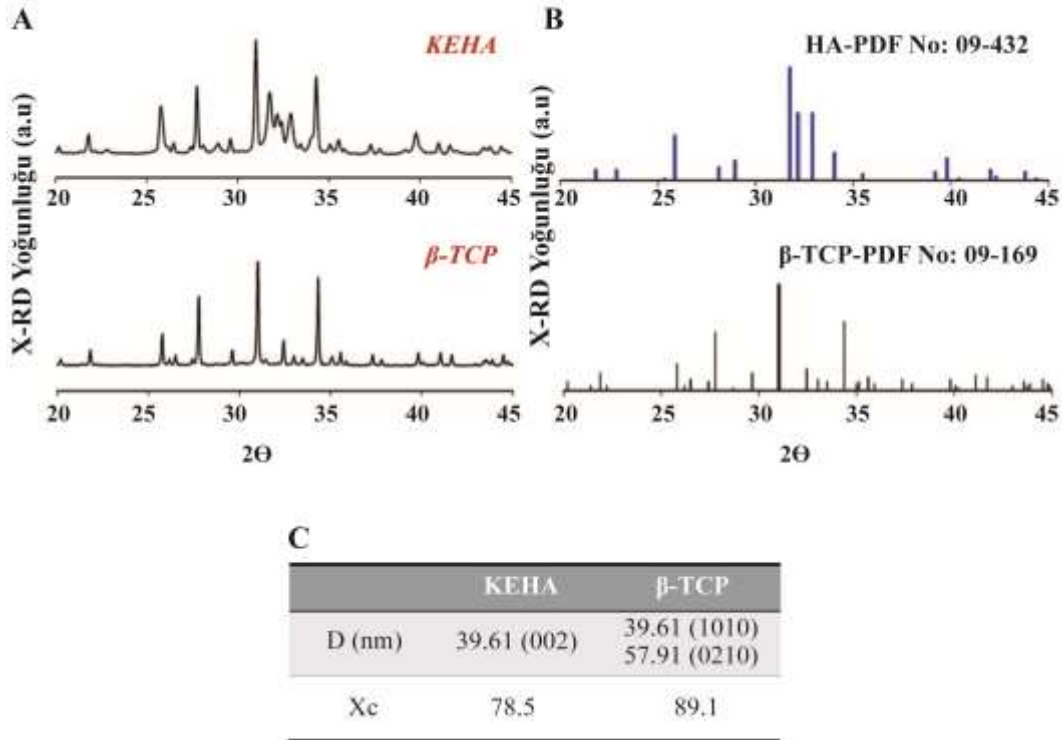 A
B
KEHA
HA-PDF No: 09-432
X-RD Yoğunluğu (a.u)
X-RD Yoğunluğu (a.u)
20 25 30 35 40 45
20 25 30 35 40 45
β-TCP
β-TCP-PDF No: 09-169
20 25 30 35 40 45
20 25 30 35 40 45
2Θ
2Θ
C
KEHA β-TCP
D (nm) 39.61 (002) 39.61 (1010)
57.91 (0210)
Xc 78.5 89.1